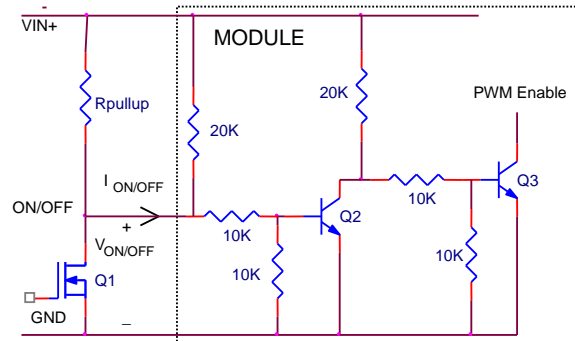 VIN+
MODULE
Rpullup
20K
20K
PWM Enable
I ON/OFF
Q3
ON/OFF
+
Q2
10K
V ON/OFF
10K
10K
10K
Q1
GND